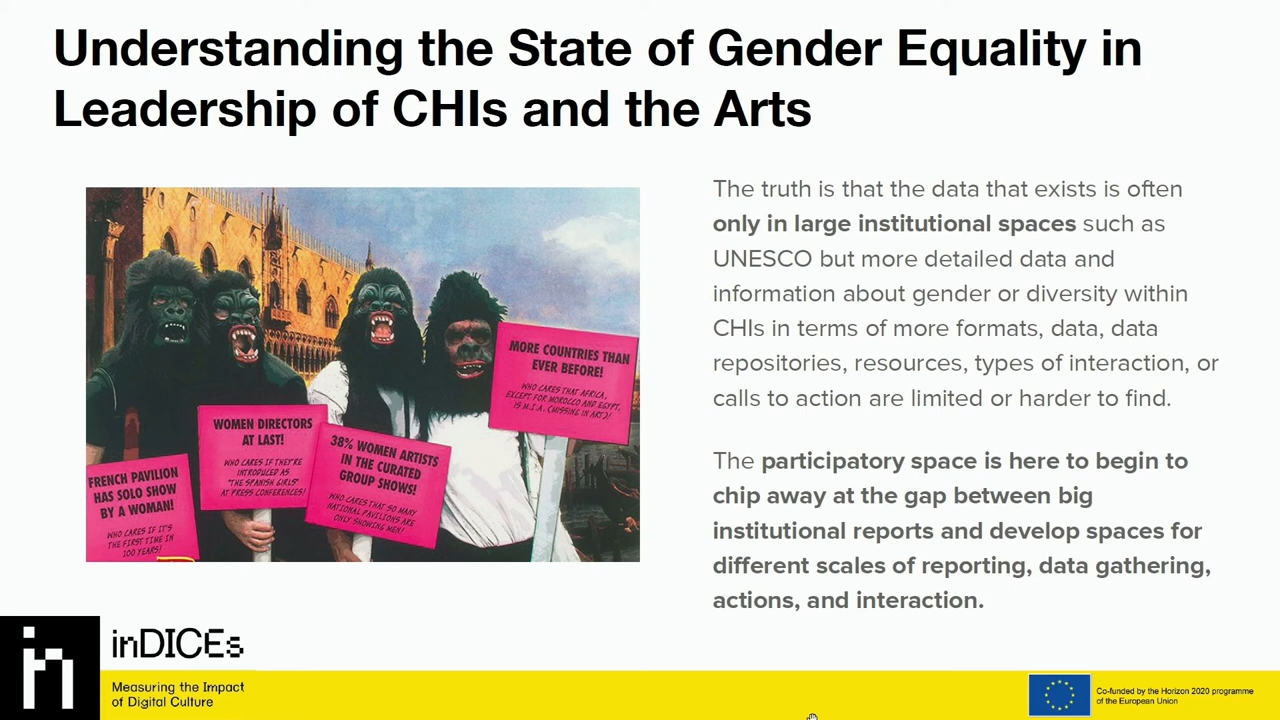 Understanding the State of Gender Equality in
Leadership of CHIs and the Arts
FRENCH PAVILION
HAS SOLO SHOW
BY A WOMAN!
WHO CARES IF IT'S
THE FIRST TIME IN
100 YEARS!
WOMEN DIRECTORS
AT LAST!
WHO CARES IF THEY'RE
INTRODUCED AS
"THE SPANISH GIRLS"
AT PRESS CONFERENCES!
38% WOMEN ARTISTS
IN THE CURATED
GROUP SHOWS!
WHO CARES THAT SO MANY
NATIONAL PAVILIONS ARE
ONLY SHOWING MEN!
MORE COUNTRIES THAN
EVER BEFORE!
WHO CARES THAT AFRICA,
EXCEPT FOR MOROCCO AND EGYPT,
IS M.I.A. (MISSING IN ART)!
The truth is that the data that exists is often
only in large institutional spaces such as
UNESCO but more detailed data and
information about gender or diversity within
CHIs in terms of more formats, data, data
repositories, resources, types of interaction, or
calls to action are limited or harder to find.
The participatory space is here to begin to
chip away at the gap between big
institutional reports and develop spaces for
different scales of reporting, data gathering,
actions, and interaction.
in
inDICEs
Measuring the Impact
of Digital Culture
Co-funded by the Horizon 2020 programme
of the European Union